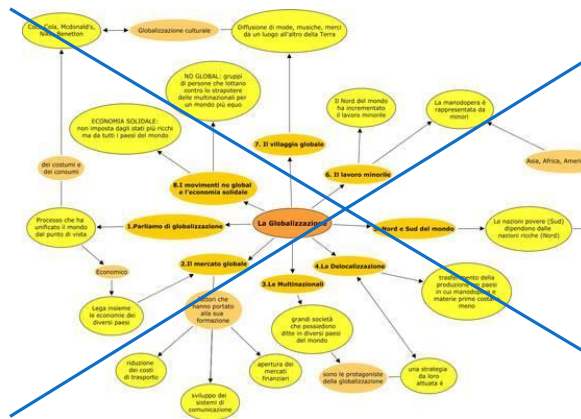 Coca Cola, Mcdonald's,
Nike, Benetton
Globalizzazione culturale
Diffusione di mode, musiche, merci
da un luogo all'altro della Terra
NO GLOBAL: gruppi
di persone che lottano
contro lo strapotere
delle multinazionali per
un mondo più equo
Il Nord del mondo
ha incrementato
il lavoro minorile
La manodopera è
rappresentata da
minori
ECONOMIA SOLIDALE:
non imposta dagli stati più ricchi
ma da tutti i paesi del mondo
7. Il villaggio globale
6. Il lavoro minorile
Asia, Africa, Ameri
dei costumi e
dei consumi
8.I movimenti no global
e l'economia solidale
La Globalizzazione
Processo che ha
unificato il mondo
dal punto di vista
1.Parliamo di globalizzazione
5.Nord e Sud del mondo
Le nazioni povere (Sud)
dipendono dalle
nazioni ricche (Nord)
Economico
2.Il mercato globale
4.La Delocalizzazione
3.Le Multinazionali
trasferimento della
produzione nei paesi
in cui manodopera e
materie prime costano
meno
Lega insieme
le economie dei
diversi paesi
fattori che
hanno portato
alla sua
formazione
grandi società
che possiedono
ditte in diversi paesi
del mondo
riduzione
dei costi
di trasporto
apertura dei
mercati
finanziari
sviluppo dei
sistemi di
comunicazione
sono le protagoniste
della globalizzazione
una strategia
da loro
attuata è